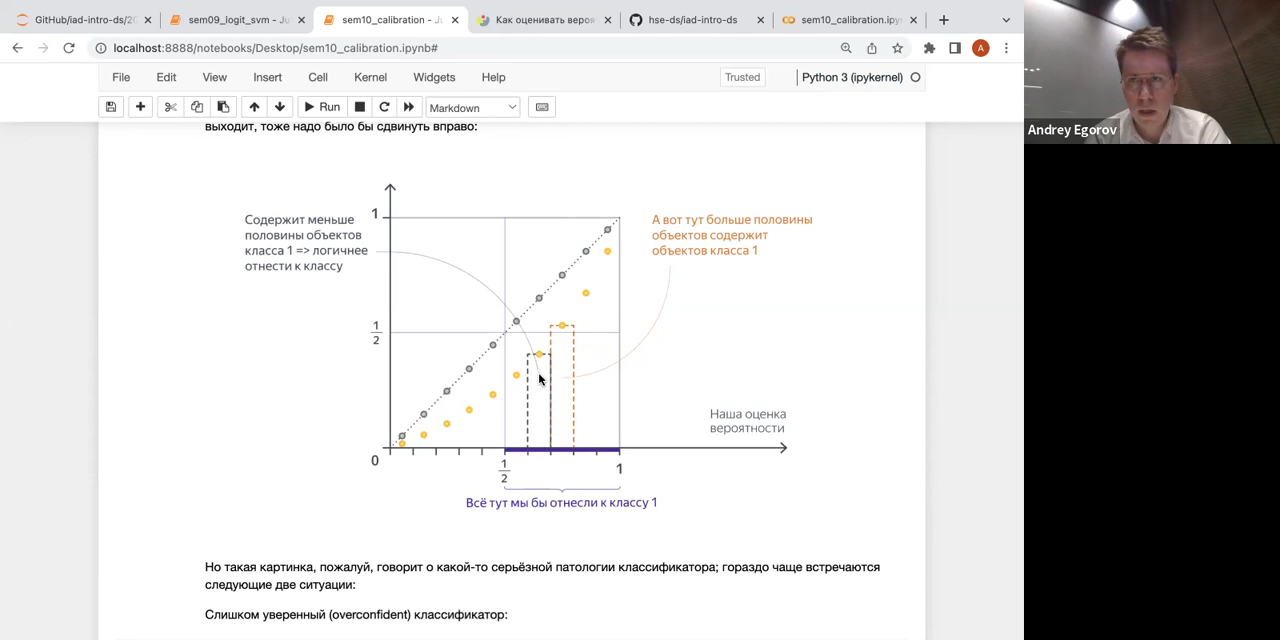 GitHub/iad-intro-ds/20
sem09_logit_svm - Ju
sem10_calibration - J
Как оценивать вероя
hse-ds/iad-intro-ds
sem10_calibration.ipyn
localhost:8888/notebooks/Desktop/sem10_calibration.ipynb#
A
File Edit View Insert Cell Kernel Widgets Help
Trusted
Python 3 (ipykernel)
Run
Markdown
Andrey Egorov
выходит, тоже надо было бы сдвинуть вправо:
Содержит меньше
половины объектов
класса 1 => логичнее
отнести к классу
1
А вот тут больше половины
объектов содержит
объектов класса 1
1
2
Наша оценка
вероятности
0
1
2
1
Всё тут мы бы отнесли к классу 1
Но такая картинка, пожалуй, говорит о какой-то серьёзной патологии классификатора; гораздо чаще встречаются
следующие две ситуации:
Слишком уверенный (overconfident) классификатор: